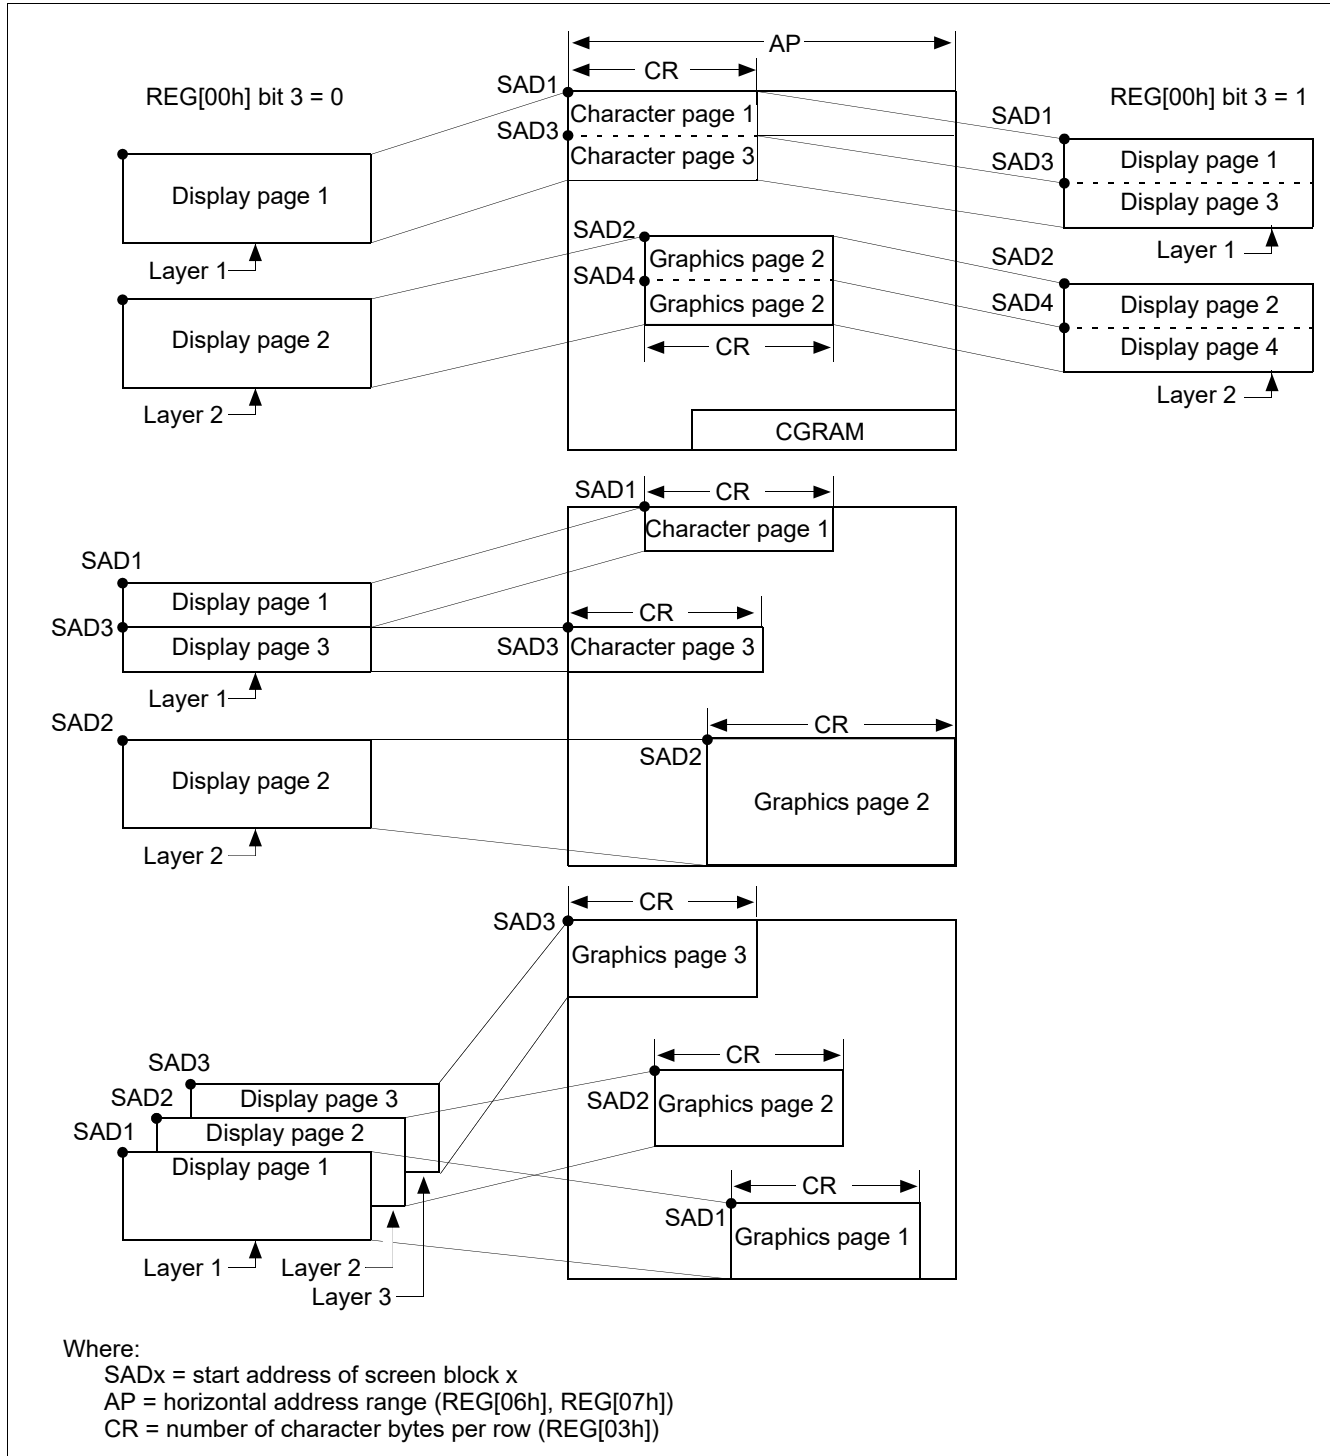 AP
CR
REG[00h] bit 3 = 0
SAD1
REG[00h] bit 3 = 1
Character page 1
SAD1
SAD3
Character page 3
Display page 1
SAD3
Display page 1
Display page 3
Layer 1
SAD2
Layer 1
Graphics page 2
SAD2
SAD4
Graphics page 2
Display page 2
SAD4
Display page 2
CR
Display page 4
Layer 2
Layer 2
CGRAM
SAD1
CR
Character page 1
SAD1
Display page 1
CR
SAD3
Display page 3
SAD3
Character page 3
Layer 1
SAD2
CR
SAD2
Display page 2
Graphics page 2
Layer 2
CR
SAD3
Graphics page 3
CR
SAD3
Display page 3
SAD2
SAD2
Graphics page 2
Display page 2
SAD1
Display page 1
CR
SAD1
Graphics page 1
Layer 1
Layer 2
Layer 3
Where:
SADx = start address of screen block x
AP = horizontal address range (REG[06h], REG[07h])
CR = number of character bytes per row (REG[03h])